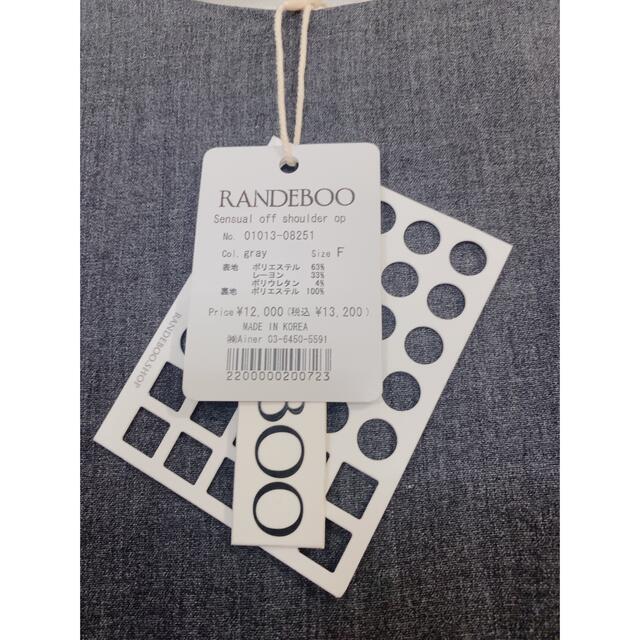 RANDEBOO
Sensual off shoulder op
No. 01013-08251
Col. gray Size F
表地 ポリエステル 63%
レーヨン 33%
ポリウレタン 4%
裏地 ポリエステル 100%
Price ¥12,000(税込 ¥13,200)
MADE IN KOREA
㈱Ainer 03-6450-5591
2200000200723
RANDEBOO.SHOP
BOO